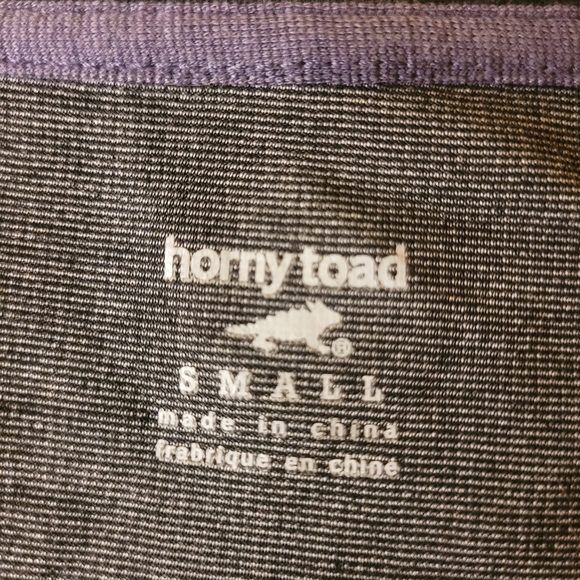 horny toad
®
SMALL
made in china
frabrique en chine